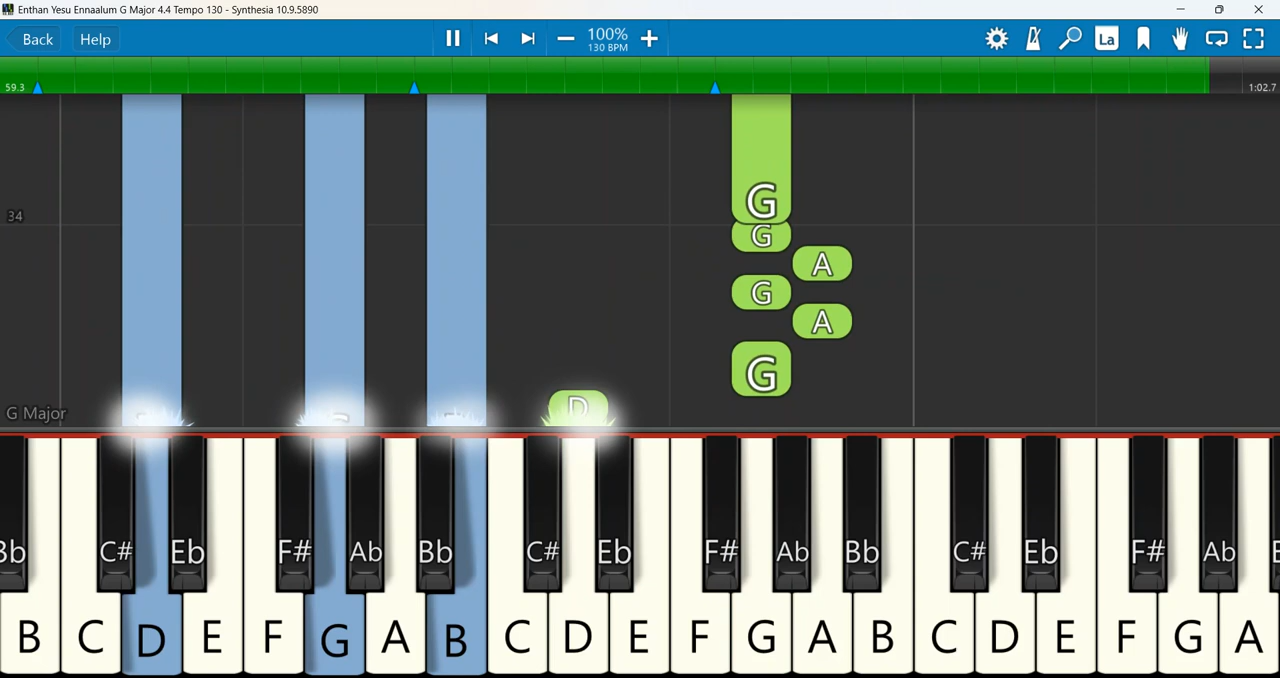 Enthan Yesu Ennaalum G Major 4.4 Tempo 130 - Synthesia 10.9.5890
Back Help 100% La
130 BPM
59.3 1:02.7
G
34 G
A
G
A
G
G Major D
Bb C# Eb F# Ab Bb C# Eb F# Ab Bb C# Eb F# Ab
B C D E F G A B C D E F G A B C D E F G A